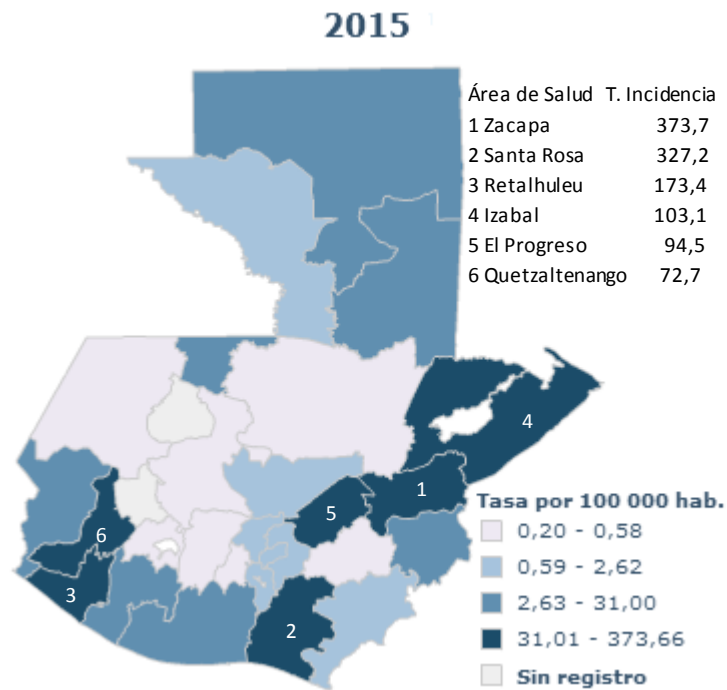 2015
Área de Salud T. Incidencia
1 Zacapa 373,7
2 Santa Rosa 327,2
3 Retalhuleu 173,4
4 Izabal 103,1
5 El Progreso 94,5
6 Quetzaltenango 72,7
4
1
5
6
3
2
Tasa por 100 000 hab.
0,20 - 0,58
0,59 - 2,62
2,63 - 31,00
31,01 - 373,66
Sin registro